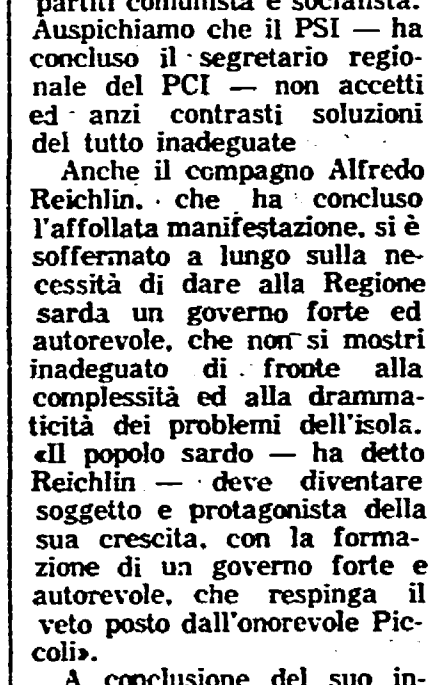 partiti comunista e socialista.
Auspichiamo che il PSI — ha
concluso il segretario regio-
nale del PCI — non accetti
ed anzi contrasti soluzioni
del tutto inadeguate
Anche il compagno Alfredo
Reichlin, che ha concluso
l'affollata manifestazione, si è
soffermato a lungo sulla ne-
cessità di dare alla Regione
sarda un governo forte ed
autorevole, che non si mostri
inadeguato di fronte alla
complessità ed alla dramma-
ticità dei problemi dell'isola.
«Il popolo sardo — ha detto
Reichlin — deve diventare
soggetto e protagonista della
sua crescita, con la forma-
zione di un governo forte e
autorevole, che respinga il
veto posto dall'onorevole Pic-
coli».
A conclusione del suo in-